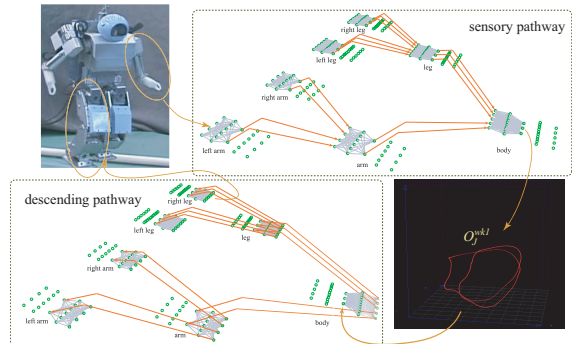 sensory pathway
right leg
left leg
leg
right arm
left arm
arm
body
descending pathway
right leg
left leg
leg
right arm
left arm
arm
body
O_J^{wk1}